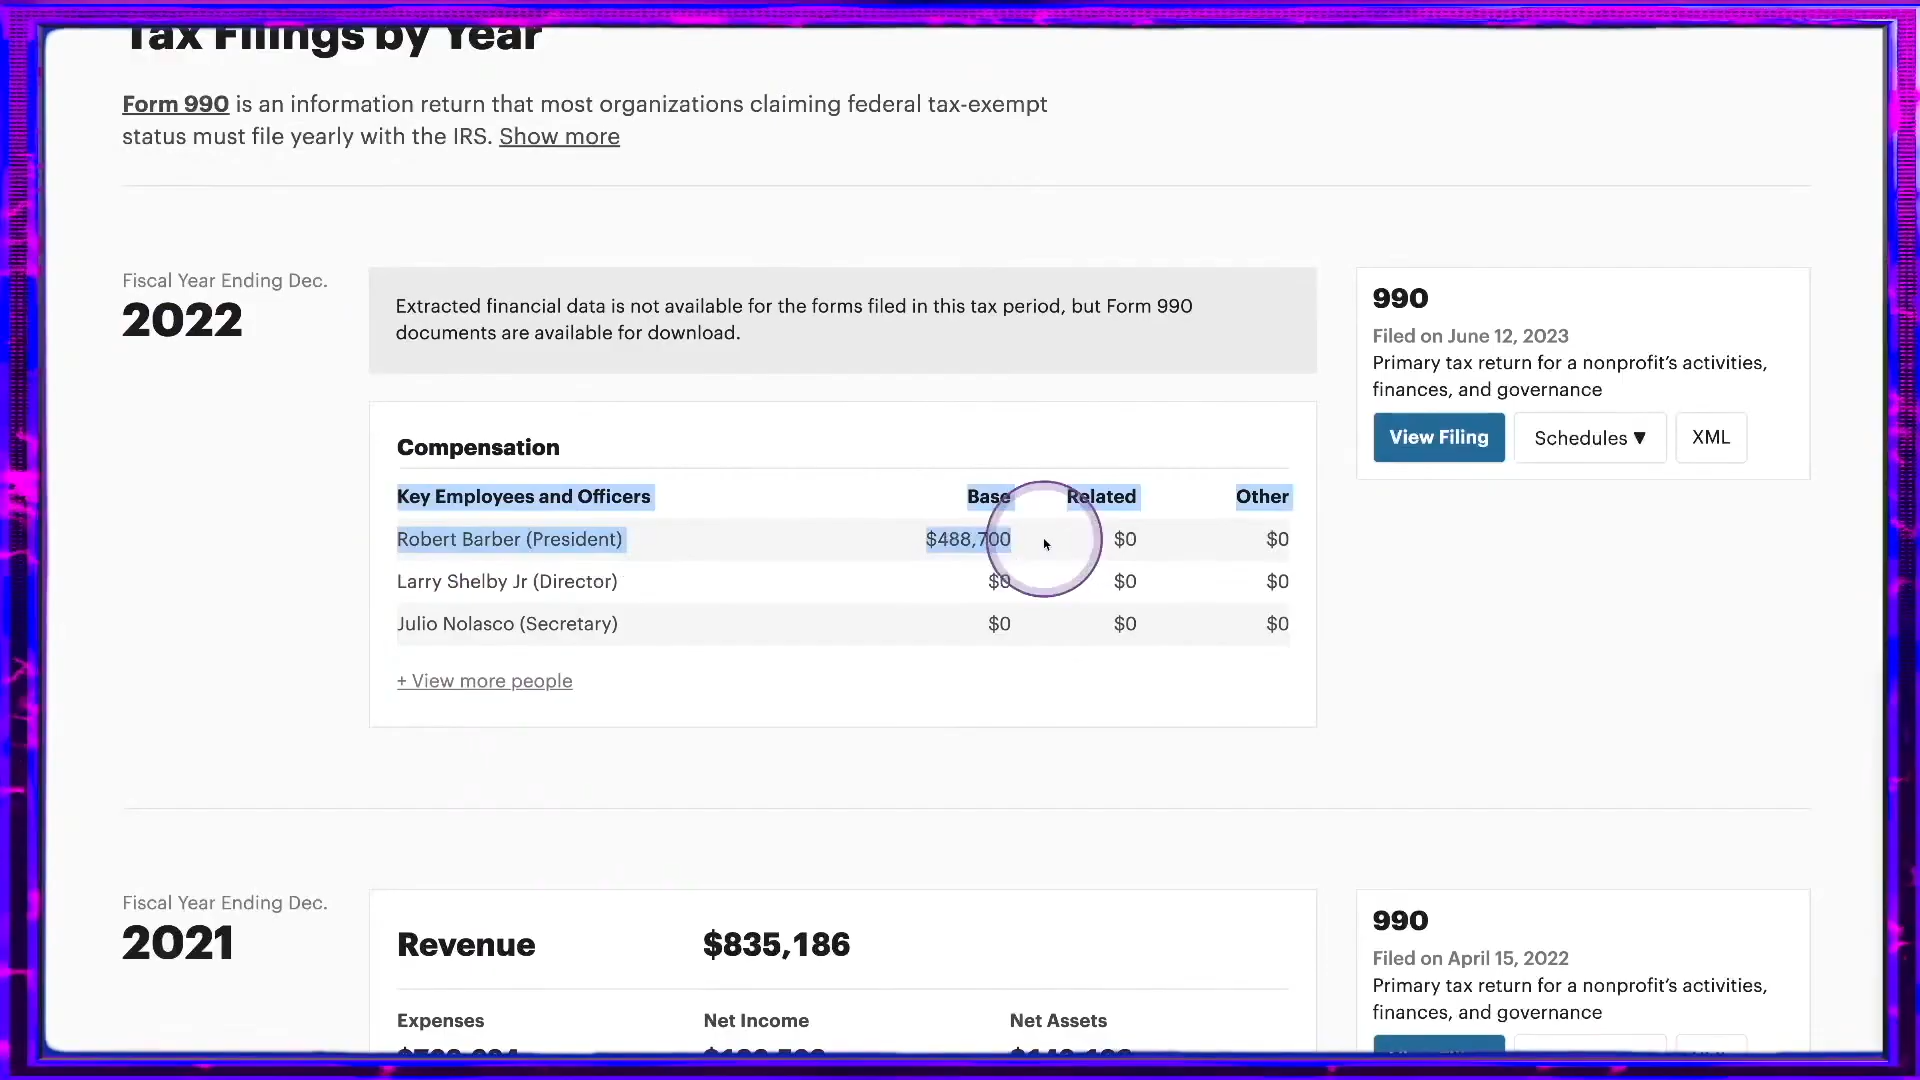 Tax Filings by Year
Form 990 is an information return that most organizations claiming federal tax-exempt
status must file yearly with the IRS. Show more
Fiscal Year Ending Dec.
2022
Extracted financial data is not available for the forms filed in this tax period, but Form 990
documents are available for download.
990
Filed on June 12, 2023
Primary tax return for a nonprofit's activities,
finances, and governance
View Filing Schedules ▼ XML
Compensation
Key Employees and Officers Base Related Other
Robert Barber (President) $488,700 $0 $0
Larry Shelby Jr (Director) $0 $0 $0
Julio Nolasco (Secretary) $0 $0 $0
+ View more people
Fiscal Year Ending Dec.
2021
Revenue $835,186
Expenses Net Income Net Assets
990
Filed on April 15, 2022
Primary tax return for a nonprofit's activities,
finances, and governance